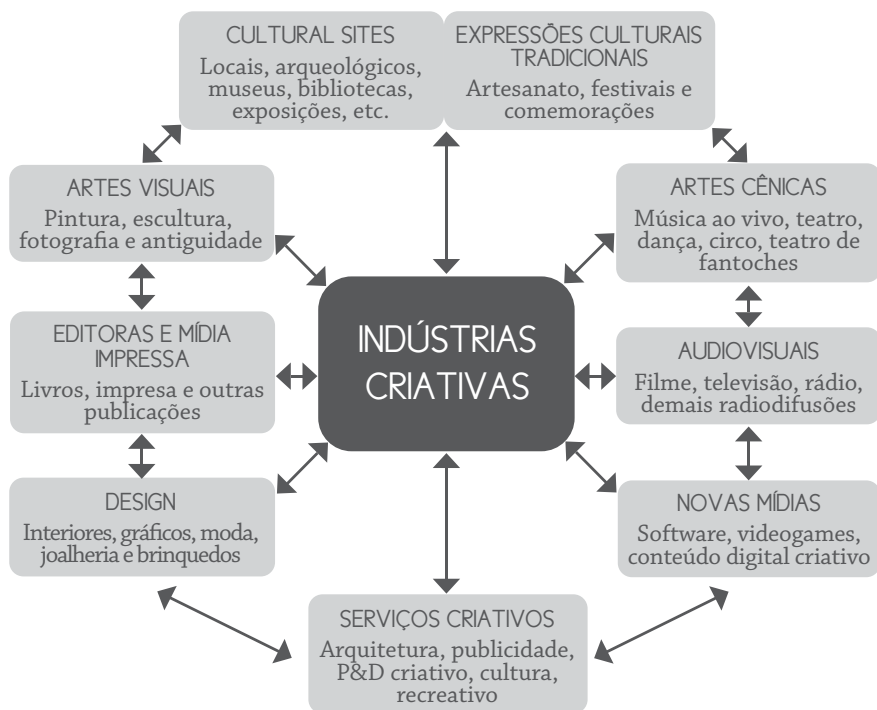 CULTURAL SITES
Locais, arqueológicos,
museus, bibliotecas,
exposições, etc.
EXPRESSÕES CULTURAIS
TRADICIONAIS
Artesanato, festivais e
comemorações
ARTES VISUAIS
Pintura, escultura,
fotografia e antiguidade
ARTES CÊNICAS
Música ao vivo, teatro,
dança, circo, teatro de
fantoches
EDITORAS E MÍDIA
IMPRESSA
Livros, impresa e outras
publicações
INDÚSTRIAS
CRIATIVAS
AUDIOVISUAIS
Filme, televisão, rádio,
demais radiodifusões
DESIGN
Interiores, gráficos, moda,
joalheria e brinquedos
NOVAS MÍDIAS
Software, videogames,
conteúdo digital criativo
SERVIÇOS CRIATIVOS
Arquitetura, publicidade,
P&D criativo, cultura,
recreativo